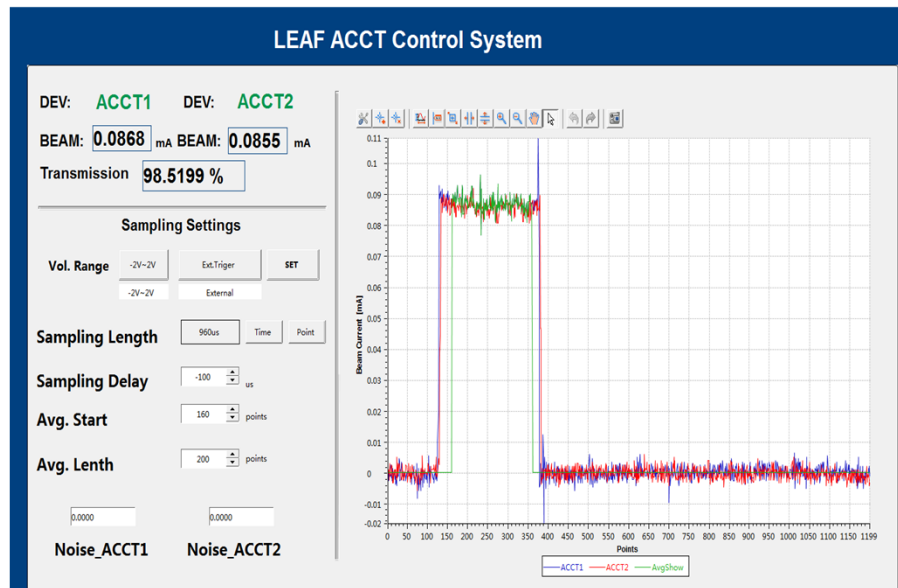 LEAF ACCT Control System
DEV: ACCT1 DEV: ACCT2
BEAM: 0.0868 mA BEAM: 0.0855 mA
Transmission 98.5199 %
Sampling Settings
Vol. Range -2V~2V Ext.Triger SET
-2V~2V External
Sampling Length 960us Time Point
Sampling Delay -100 us
Avg. Start 160 points
Avg. Lenth 200 points
0.0000 0.0000
Noise_ACCT1 Noise_ACCT2
0.11
0.1
0.09
0.08
0.07
0.06
0.05
0.04
0.03
0.02
0.01
0
-0.01
-0.02
Beam Current [mA]
0 50 100 150 200 250 300 350 400 450 500 550 600 650 700 750 800 850 900 950 1000 1050 1100 1150 1199
Points
ACCT1 ACCT2 AvgShow